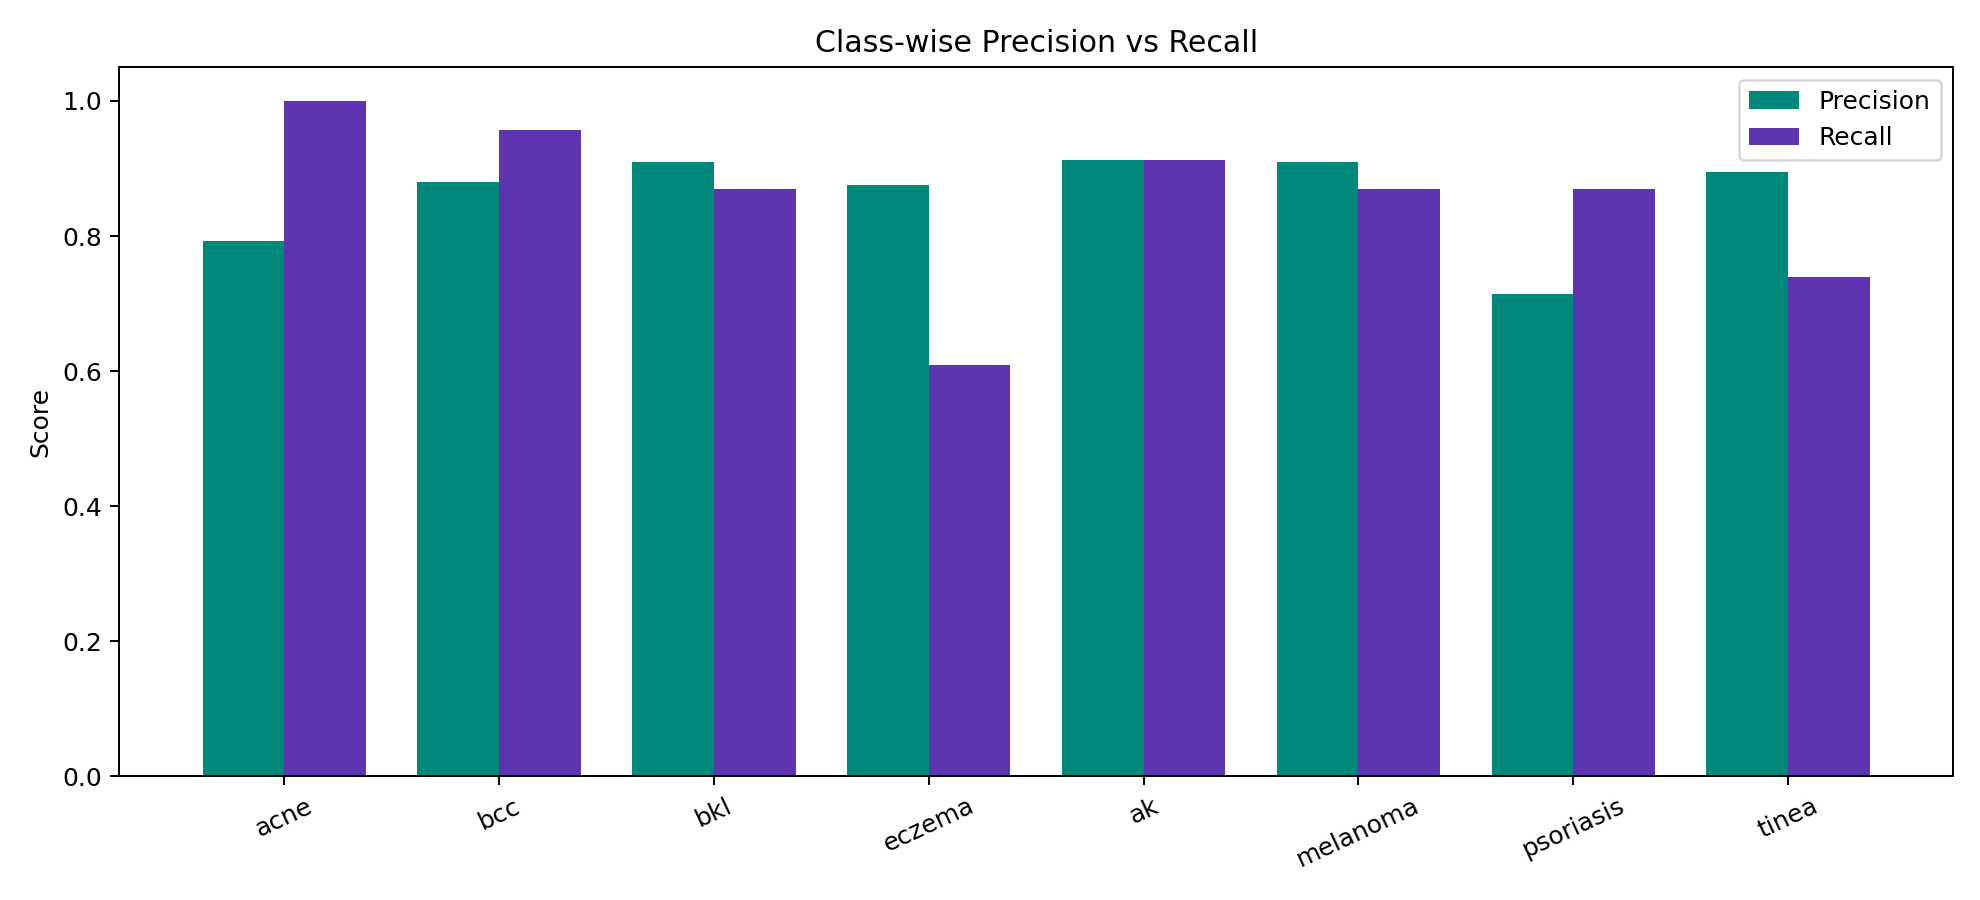 Class-wise Precision vs Recall
Precision
Recall
Score
1.0
0.8
0.6
0.4
0.2
0.0
acne
bcc
bkl
eczema
ak
melanoma
psoriasis
tinea